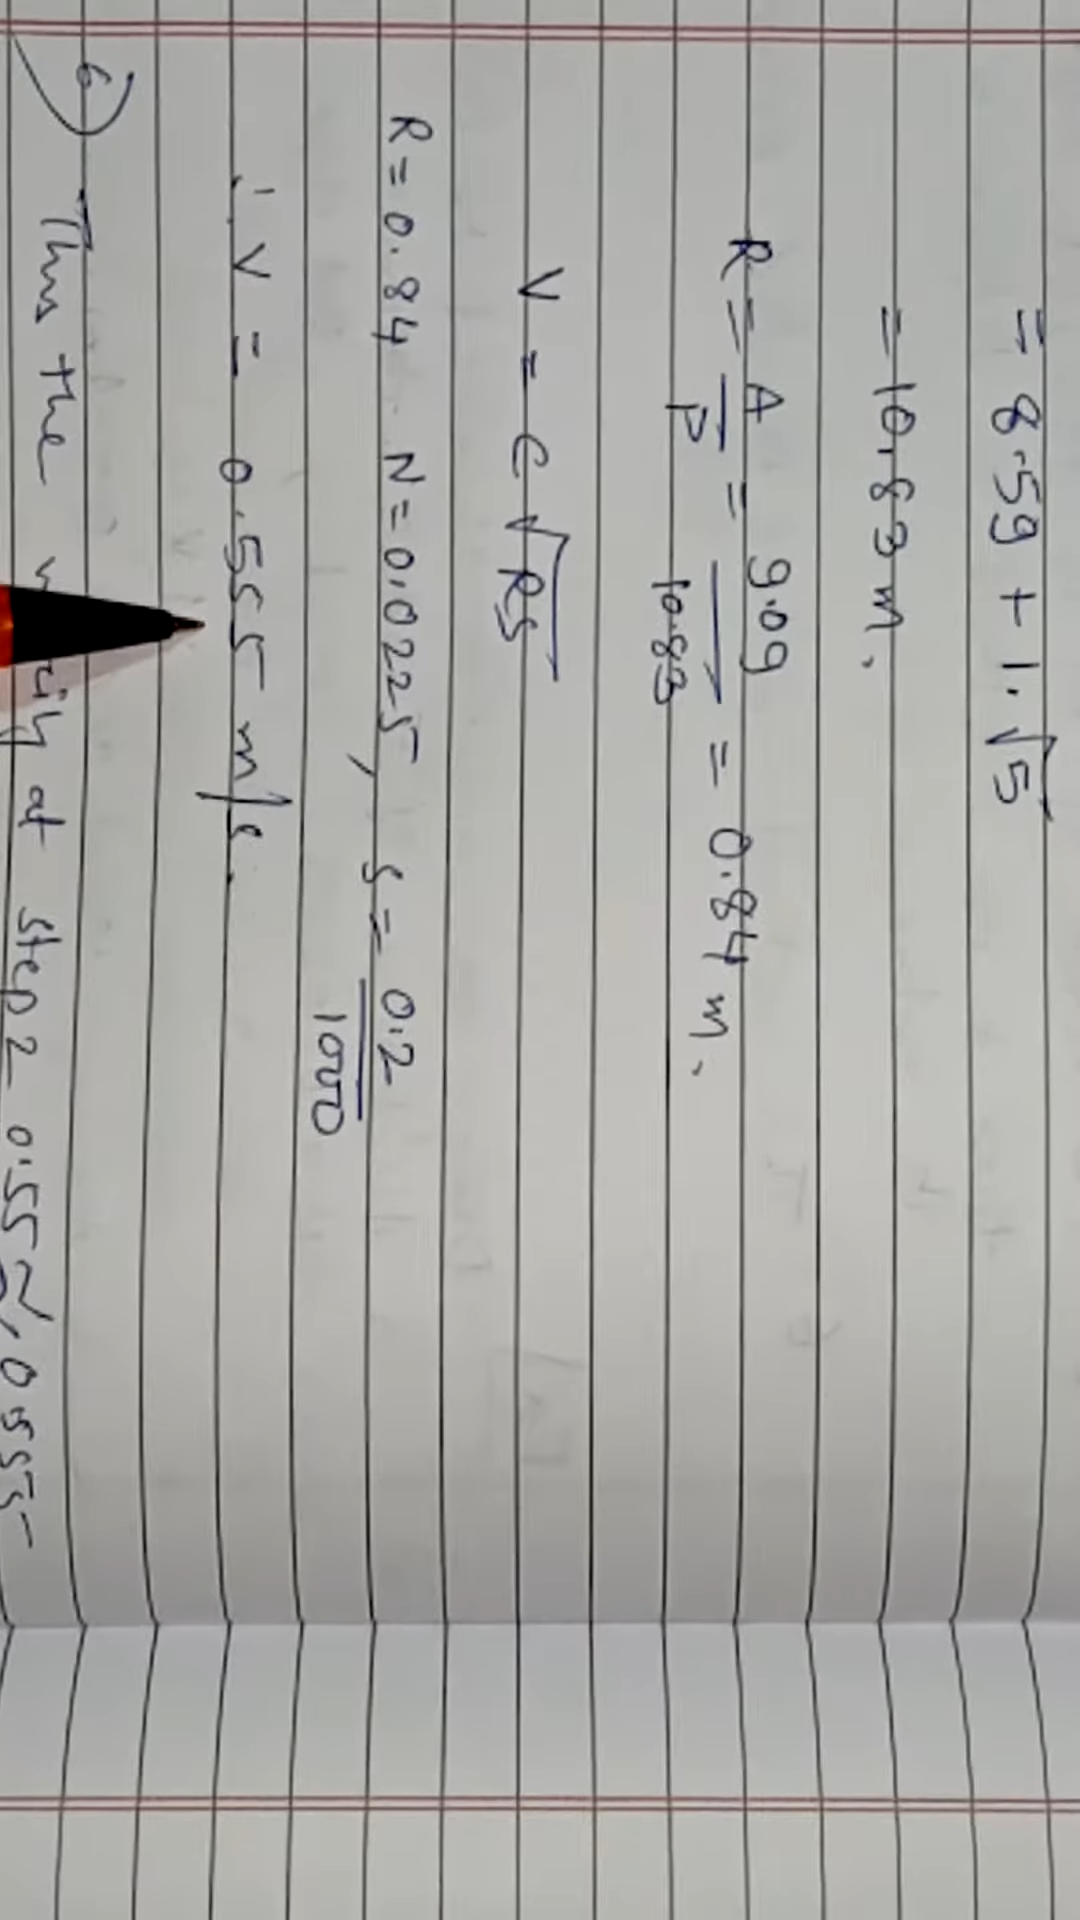 = 8.59 + 1.√5
= 10.83 m.
R = A/P = 9.09/10.83 = 0.84 m.
V = C √RS
R = 0.84 N = 0.0225, S = 0.2/1000
∴ V = 0.555 m/s.
6) Thus the at step 2 0.55 ≈ 0.555